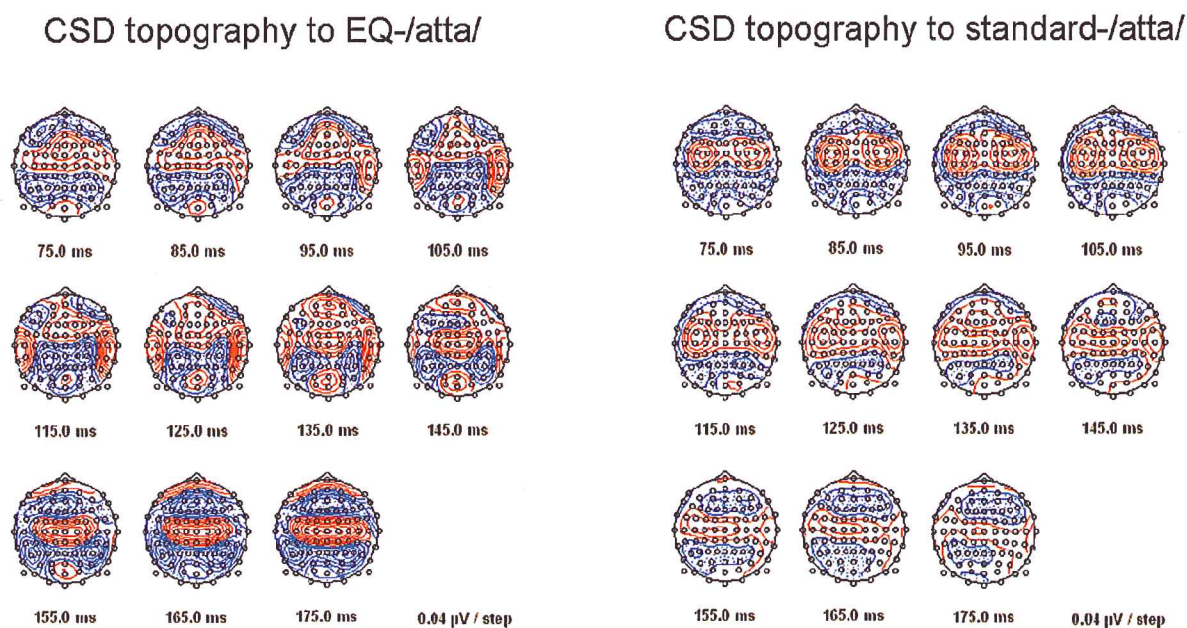 CSD topography to EQ-/atta/
75.0 ms 85.0 ms 95.0 ms 105.0 ms
115.0 ms 125.0 ms 135.0 ms 145.0 ms
155.0 ms 165.0 ms 175.0 ms 0.04 µV / step
CSD topography to standard-/atta/
75.0 ms 85.0 ms 95.0 ms 105.0 ms
115.0 ms 125.0 ms 135.0 ms 145.0 ms
155.0 ms 165.0 ms 175.0 ms 0.04 µV / step